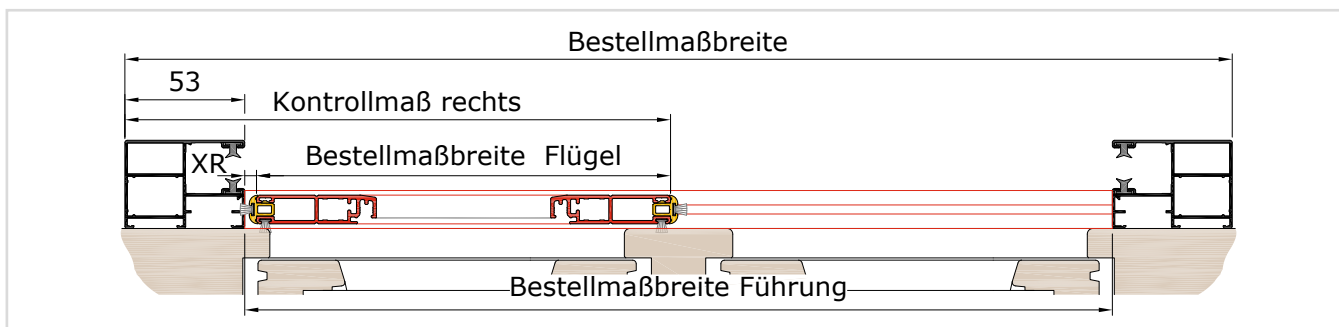 Bestellmaßbreite
53
Kontrollmaß rechts
XR
Bestellmaßbreite Flügel
Bestellmaßbreite Führung